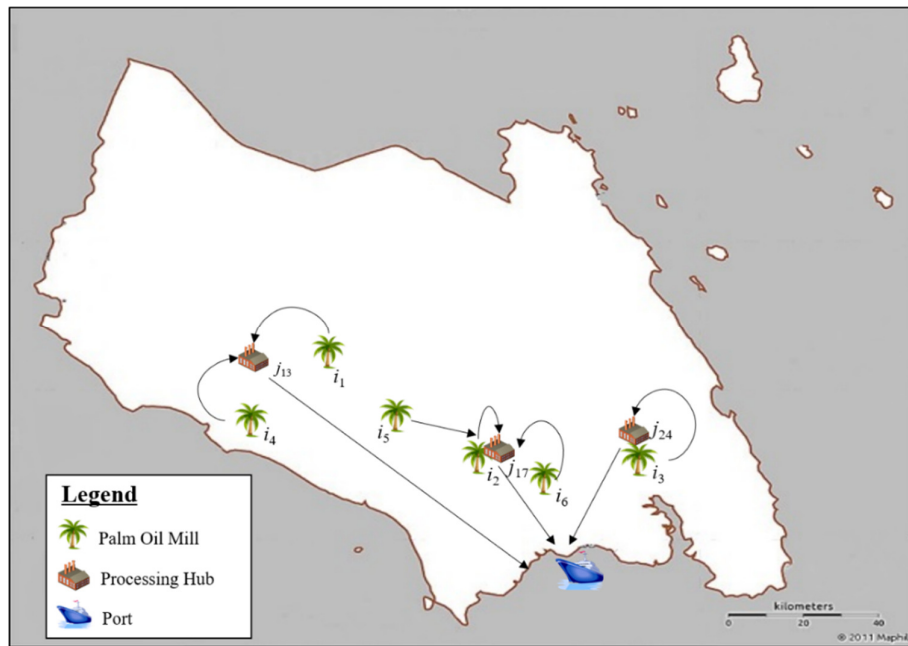 i1
j13
i4
i5
i2
j17
i6
j24
i3
Legend
Palm Oil Mill
Processing Hub
Port
kilometers
0 20 40
© 2011 Maphil